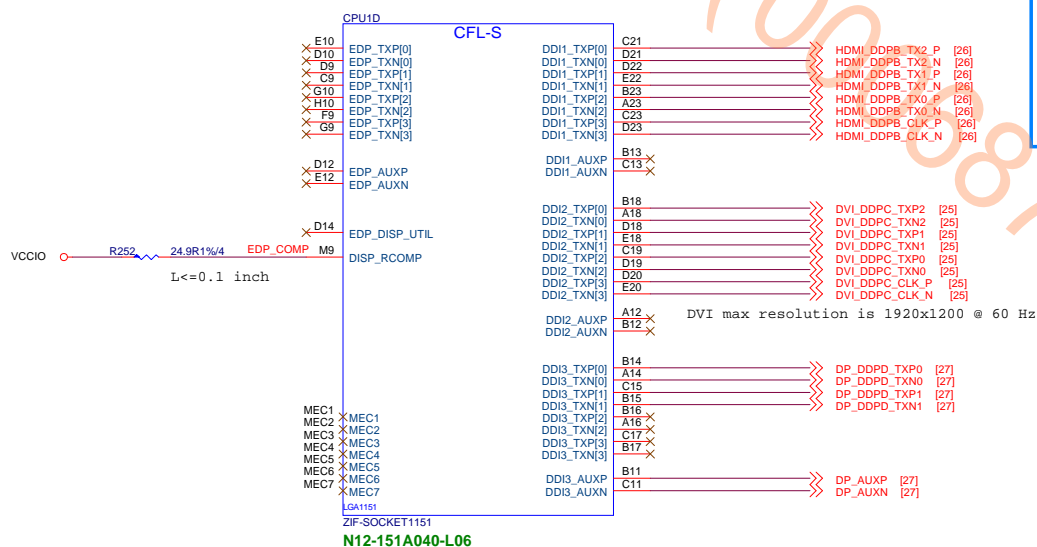 CPU1D
CFL-S
E10 EDP_TXP[0]
D10 EDP_TXN[0]
D9 EDP_TXP[1]
C9 EDP_TXN[1]
G10 EDP_TXP[2]
H10 EDP_TXN[2]
F9 EDP_TXP[3]
G9 EDP_TXN[3]
D12 EDP_AUXP
E12 EDP_AUXN
D14 EDP_DISP_UTIL
VCCIO R252 24.9R1%/4 EDP_COMP M9 DISP_RCOMP
L<=0.1 inch
MEC1 MEC1
MEC2 MEC2
MEC3 MEC3
MEC4 MEC4
MEC5 MEC5
MEC6 MEC6
MEC7 MEC7
DDI1_TXP[0] C21 HDMI_DDPB_TX2_P [26]
DDI1_TXN[0] D21 HDMI_DDPB_TX2_N [26]
DDI1_TXP[1] D22 HDMI_DDPB_TX1_P [26]
DDI1_TXN[1] E22 HDMI_DDPB_TX1_N [26]
DDI1_TXP[2] B23 HDMI_DDPB_TX0_P [26]
DDI1_TXN[2] A23 HDMI_DDPB_TX0_N [26]
DDI1_TXP[3] C23 HDMI_DDPB_CLK_P [26]
DDI1_TXN[3] D23 HDMI_DDPB_CLK_N [26]
DDI1_AUXP B13
DDI1_AUXN C13
DDI2_TXP[0] B18 DVI_DDPC_TXP2 [25]
DDI2_TXN[0] A18 DVI_DDPC_TXN2 [25]
DDI2_TXP[1] D18 DVI_DDPC_TXP1 [25]
DDI2_TXN[1] E18 DVI_DDPC_TXN1 [25]
DDI2_TXP[2] C19 DVI_DDPC_TXP0 [25]
DDI2_TXN[2] D19 DVI_DDPC_TXN0 [25]
DDI2_TXP[3] D20 DVI_DDPC_CLK_P [25]
DDI2_TXN[3] E20 DVI_DDPC_CLK_N [25]
DDI2_AUXP A12
DDI2_AUXN B12
DVI max resolution is 1920x1200 @ 60 Hz
DDI3_TXP[0] B14 DP_DDPD_TXP0 [27]
DDI3_TXN[0] A14 DP_DDPD_TXN0 [27]
DDI3_TXP[1] C15 DP_DDPD_TXP1 [27]
DDI3_TXN[1] B15 DP_DDPD_TXN1 [27]
DDI3_TXP[2] B16
DDI3_TXN[2] A16
DDI3_TXP[3] C17
DDI3_TXN[3] B17
DDI3_AUXP B11 DP_AUXP [27]
DDI3_AUXN C11 DP_AUXN [27]
LGA1151
ZIF-SOCKET1151
N12-151A040-L06